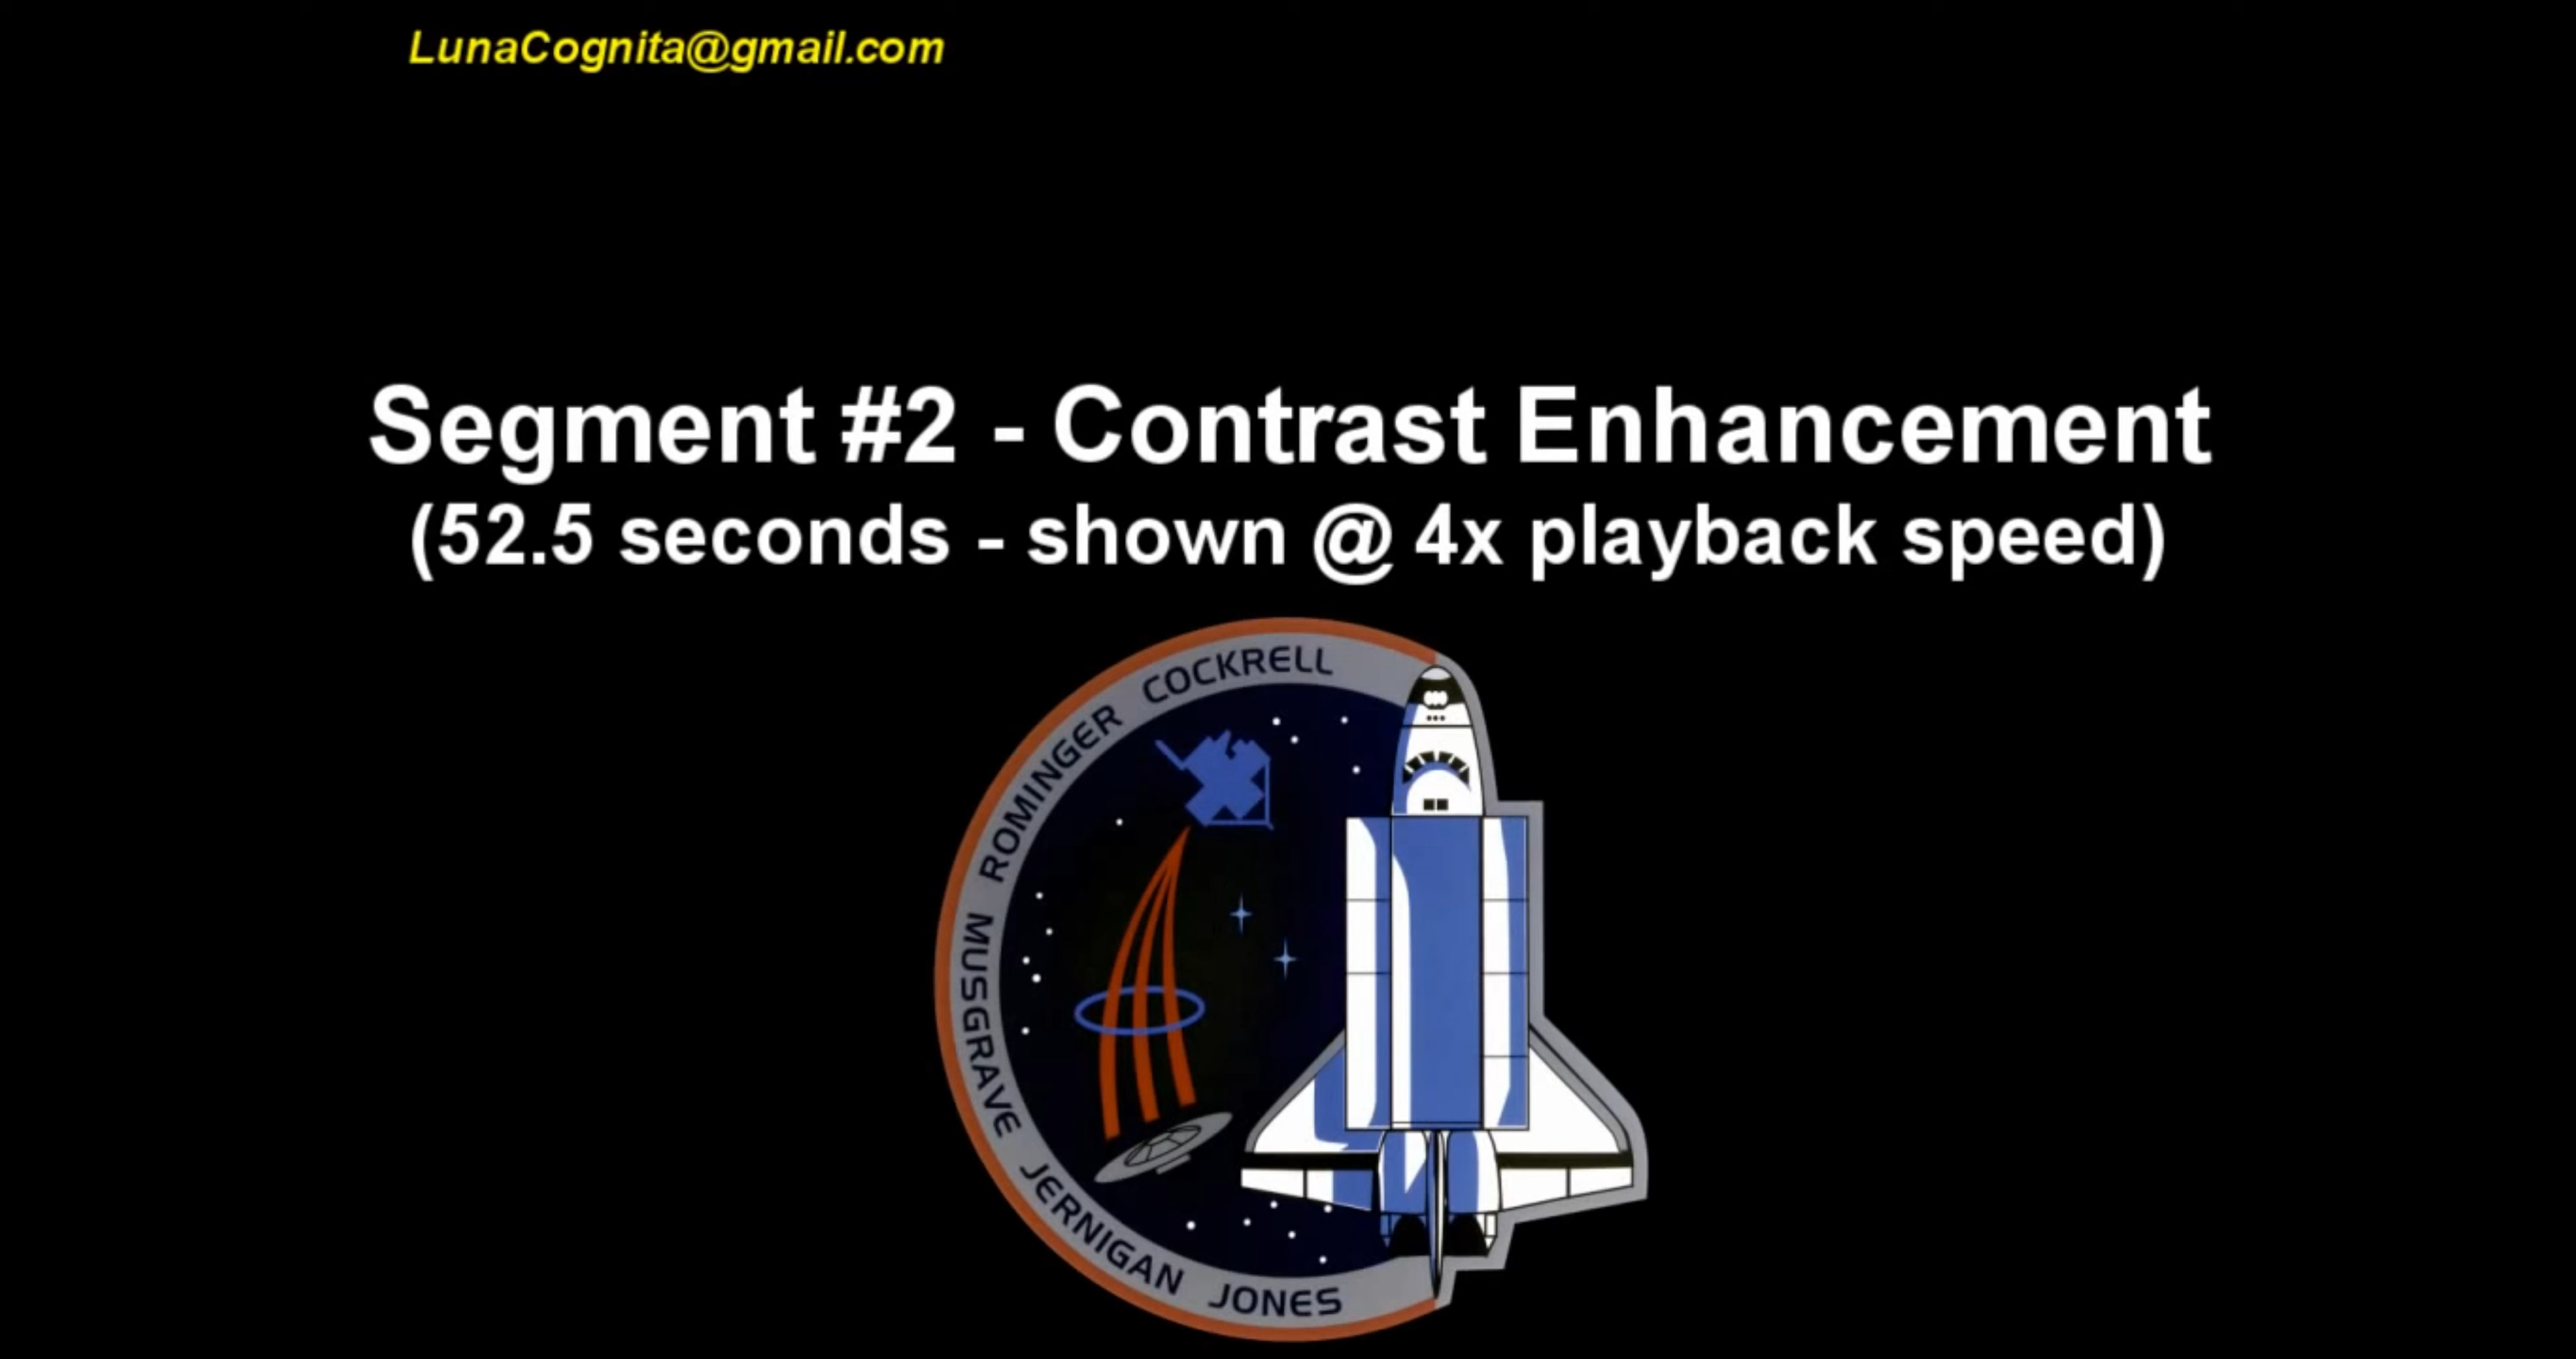 LunaCognita@gmail.com
Segment #2 - Contrast Enhancement
(52.5 seconds - shown @ 4x playback speed)
COCKRELL
ROMINGER
MUSGRAVE
JERNIGAN
JONES